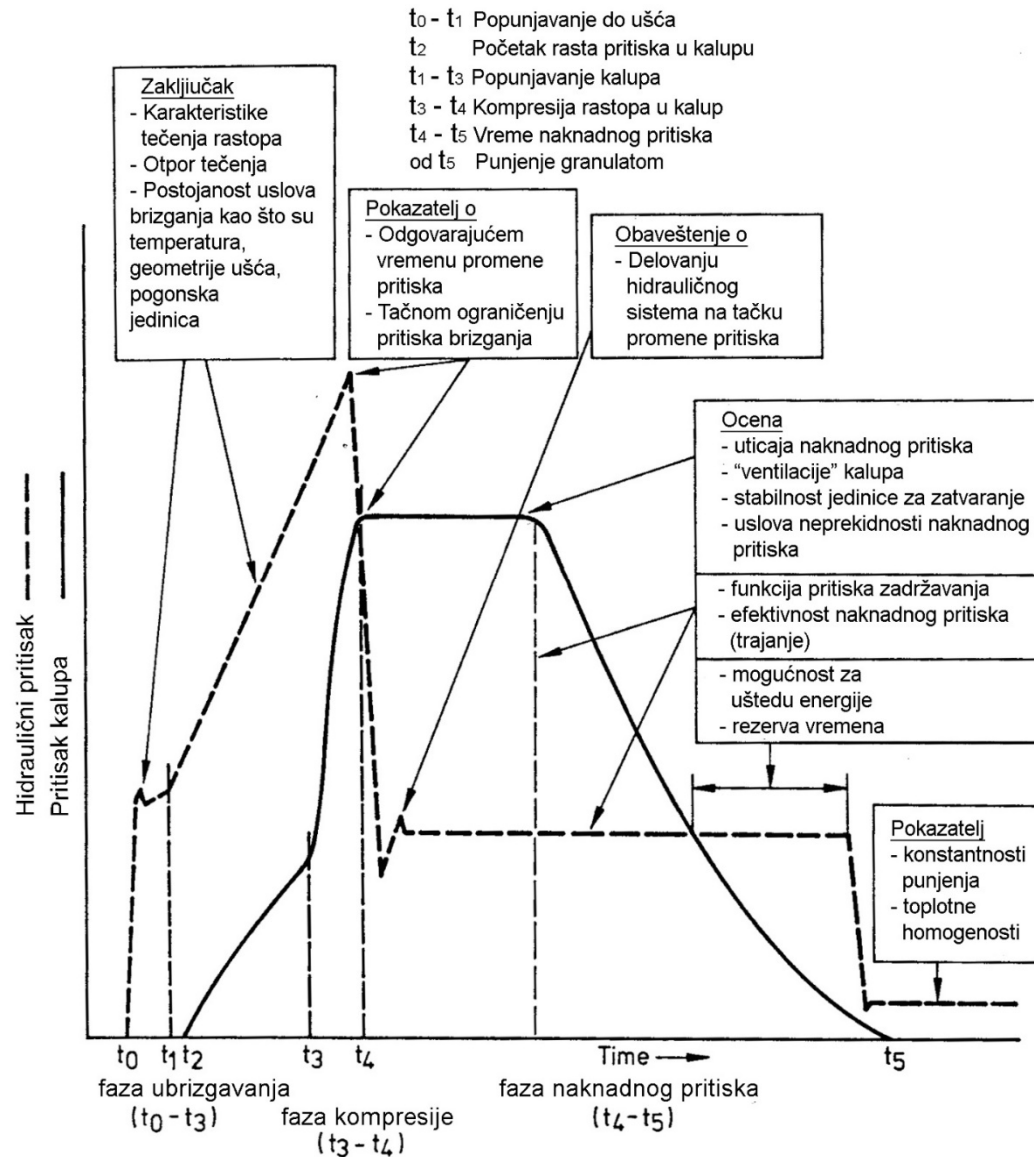 t0 - t1 Popunjavanje do ušća
t2 Početak rasta pritiska u kalupu
t1 - t3 Popunjavanje kalupa
t3 - t4 Kompresija rastopa u kalup
t4 - t5 Vreme naknadnog pritiska
od t5 Punjenje granulatom
Zakljiučak
- Karakteristike
tečenja rastopa
- Otpor tečenja
- Postojanost uslova
brizganja kao što su
temperatura,
geometrije ušća,
pogonska
jedinica
Pokazatelj o
- Odgovarajućem
vremenu promene
pritiska
- Tačnom ograničenju
pritiska brizganja
Obaveštenje o
- Delovanju
hidrauličnog
sistema na tačku
promene pritiska
Ocena
- uticaja naknadnog pritiska
- “ventilacije” kalupa
- stabilnost jedinice za zatvaranje
- uslova neprekidnosti naknadnog
pritiska
- funkcija pritiska zadržavanja
- efektivnost naknadnog pritiska
(trajanje)
- mogućnost za
uštedu energije
- rezerva vremena
Pokazatelj
- konstantnosti
punjenja
- toplotne
homogenosti
Hidraulični pritisak
Pritisak kalupa
t0 t1 t2 t3 t4 Time t5
faza ubrizgavanja
(t0 - t3)
faza kompresije
(t3 - t4)
faza naknadnog pritiska
(t4 - t5)